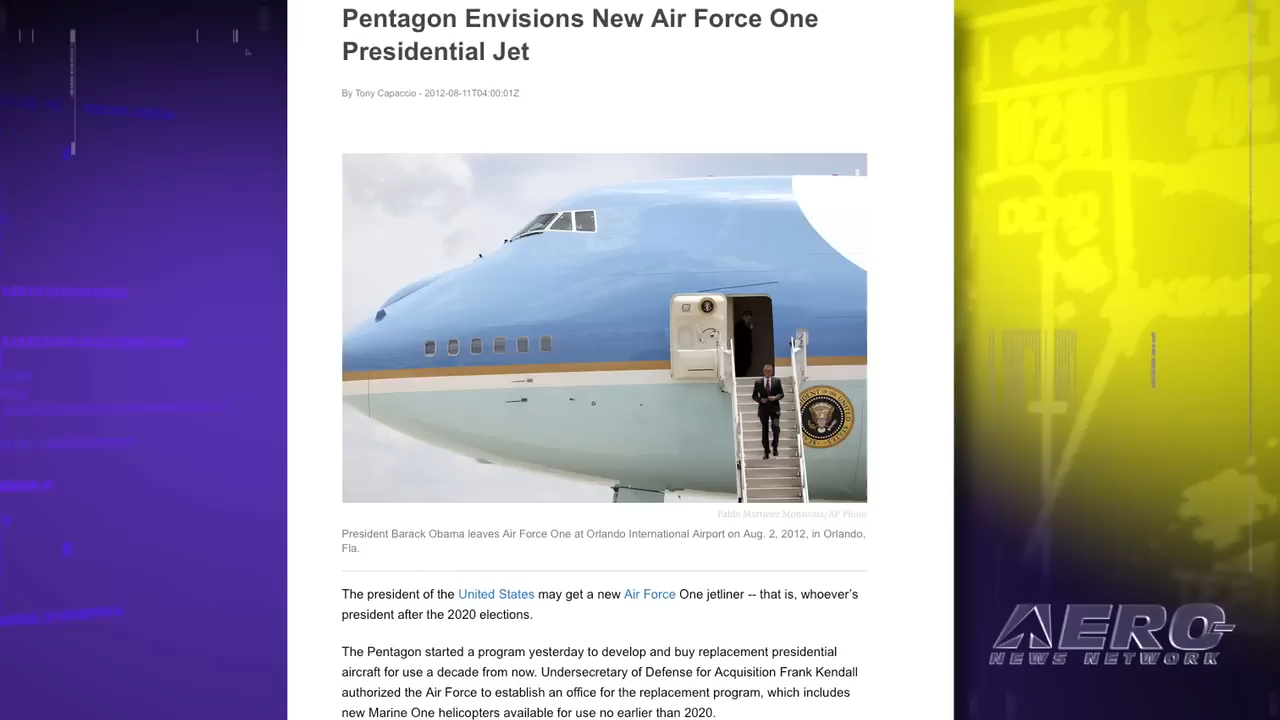 Pentagon Envisions New Air Force One
Presidential Jet
By Tony Capaccio - 2012-08-11T04:00:01Z
Pablo Martinez Monsivais/AP Photo
President Barack Obama leaves Air Force One at Orlando International Airport on Aug. 2, 2012, in Orlando,
Fla.
The president of the United States may get a new Air Force One jetliner -- that is, whoever's
president after the 2020 elections.
The Pentagon started a program yesterday to develop and buy replacement presidential
aircraft for use a decade from now. Undersecretary of Defense for Acquisition Frank Kendall
authorized the Air Force to establish an office for the replacement program, which includes
new Marine One helicopters available for use no earlier than 2020.
AERO
NEWS NETWORK